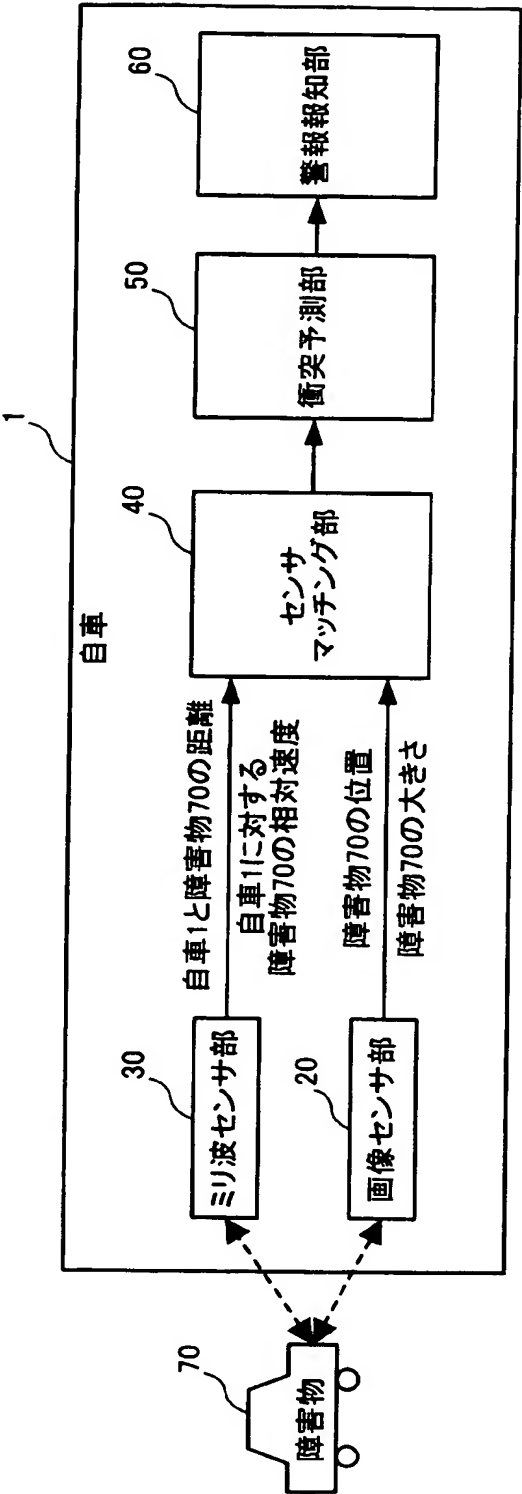 1
自車
70
障害物
30
ミリ波センサ部
20
画像センサ部
自車1と障害物70の距離
自車1に対する
障害物70の相対速度
障害物70の位置
障害物70の大きさ
40
センサ
マッチング部
50
衝突予測部
60
警報報知部